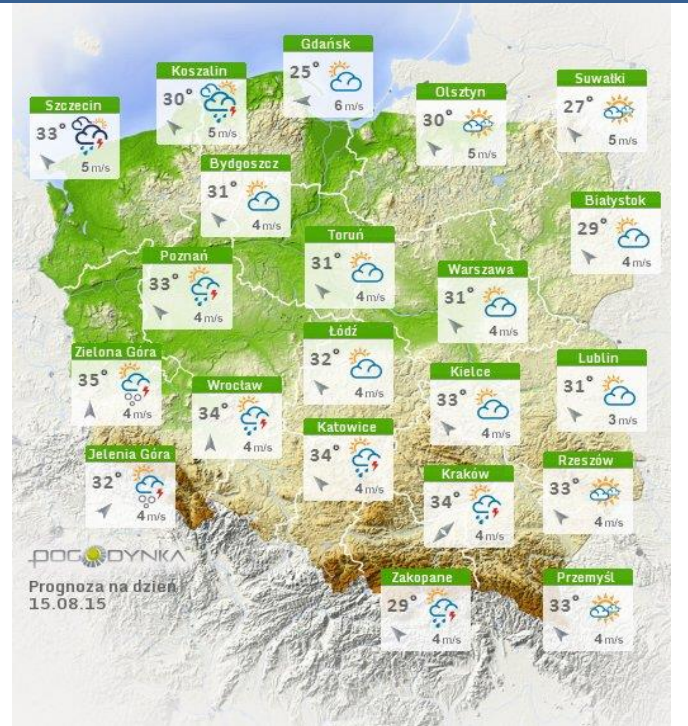 Gdańsk
25°
6 m/s
Koszalin
30°
5 m/s
Suwałki
27°
5 m/s
Olsztyn
30°
5 m/s
Szczecin
33°
5 m/s
Bydgoszcz
31°
4 m/s
Białystok
29°
4 m/s
Toruń
31°
4 m/s
Poznań
33°
4 m/s
Warszawa
31°
4 m/s
Łódź
32°
4 m/s
Zielona Góra
35°
4 m/s
Lublin
31°
3 m/s
Kielce
33°
4 m/s
Wrocław
34°
4 m/s
Katowice
34°
4 m/s
Jelenia Góra
32°
4 m/s
Rzeszów
33°
4 m/s
Kraków
34°
4 m/s
POGODYNKA
Prognoza na dzień
15.08.15
Zakopane
29°
4 m/s
Przemyśl
33°
4 m/s